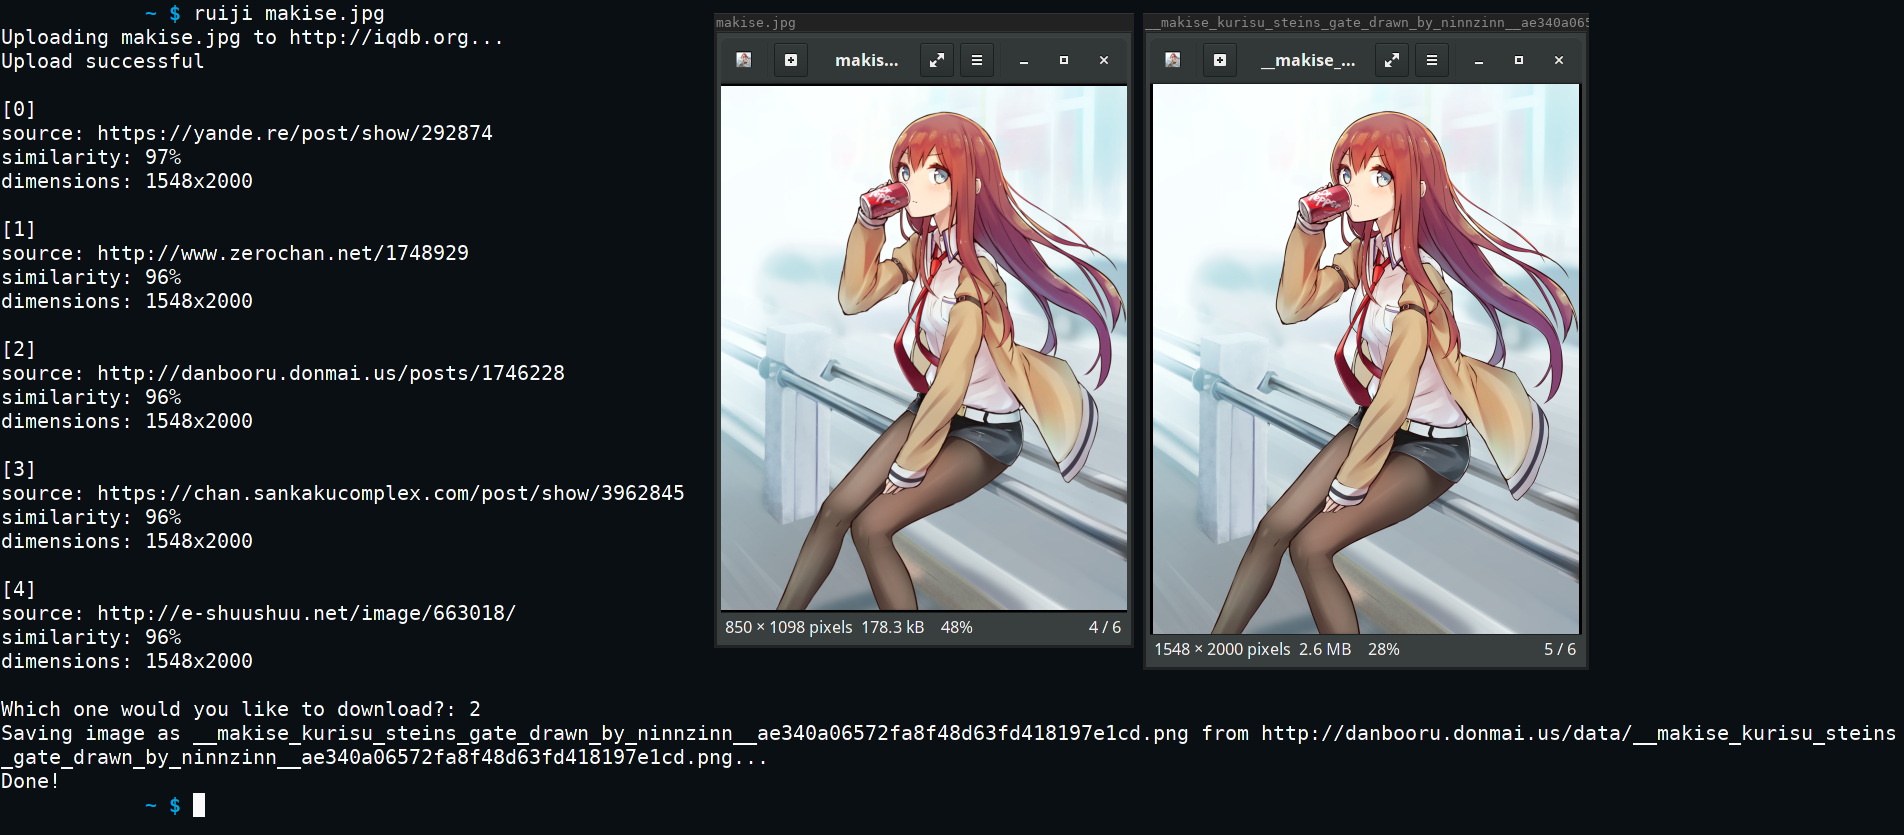 ~ $ ruiji makise.jpg
Uploading makise.jpg to http://iqdb.org...
Upload successful
[0]
source: https://yande.re/post/show/292874
similarity: 97%
dimensions: 1548x2000
[1]
source: http://www.zerochan.net/1748929
similarity: 96%
dimensions: 1548x2000
[2]
source: http://danbooru.donmai.us/posts/1746228
similarity: 96%
dimensions: 1548x2000
[3]
source: https://chan.sankakucomplex.com/post/show/3962845
similarity: 96%
dimensions: 1548x2000
[4]
source: http://e-shuushuu.net/image/663018/
similarity: 96%
dimensions: 1548x2000
Which one would you like to download?: 2
Saving image as __makise_kurisu_steins_gate_drawn_by_ninnzinn__ae340a06572fa8f48d63fd418197e1cd.png from http://danbooru.donmai.us/data/__makise_kurisu_steins
_gate_drawn_by_ninnzinn__ae340a06572fa8f48d63fd418197e1cd.png...
Done!
~ $
makise.jpg
makis...
850 × 1098 pixels 178.3 kB 48%
4 / 6
__makise_kurisu_steins_gate_drawn_by_ninnzinn__ae340a065
__makise_...
1548 × 2000 pixels 2.6 MB 28%
5 / 6